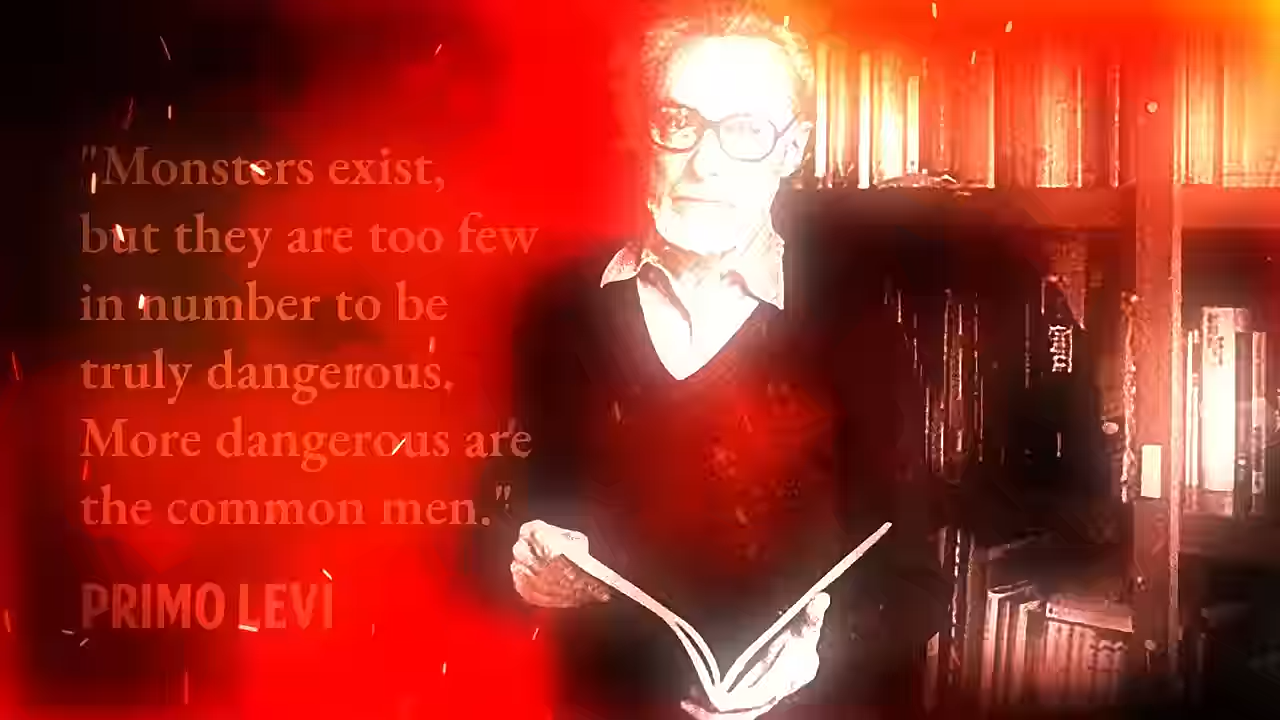 "Monsters exist,
but they are too few
in number to be
truly dangerous.
More dangerous are
the common men."
PRIMO LEVI